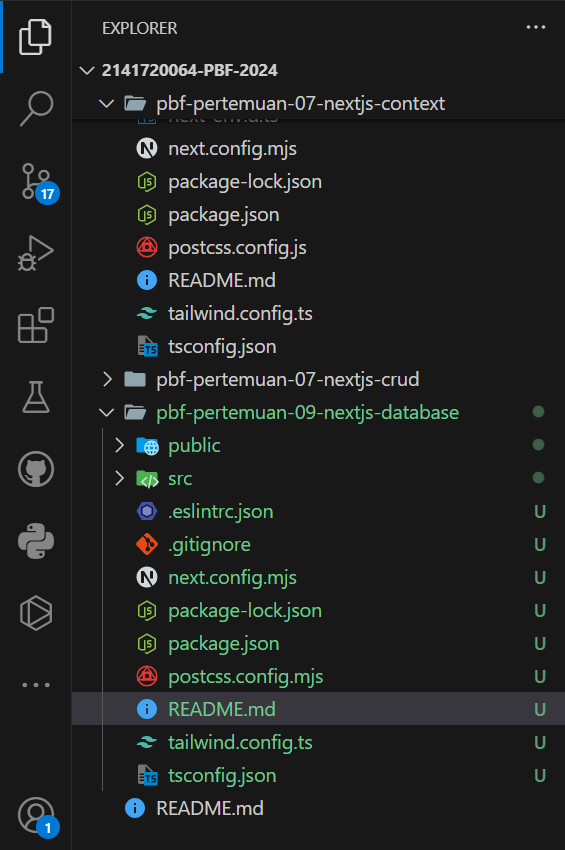 EXPLORER
2141720064-PBF-2024
pbf-pertemuan-07-nextjs-context
next-env.d.ts
next.config.mjs
17
package-lock.json
package.json
postcss.config.js
README.md
tailwind.config.ts
tsconfig.json
pbf-pertemuan-07-nextjs-crud
pbf-pertemuan-09-nextjs-database
public
src
.eslintrc.json U
.gitignore U
next.config.mjs U
package-lock.json U
package.json U
postcss.config.mjs U
README.md U
tailwind.config.ts U
tsconfig.json U
README.md
1